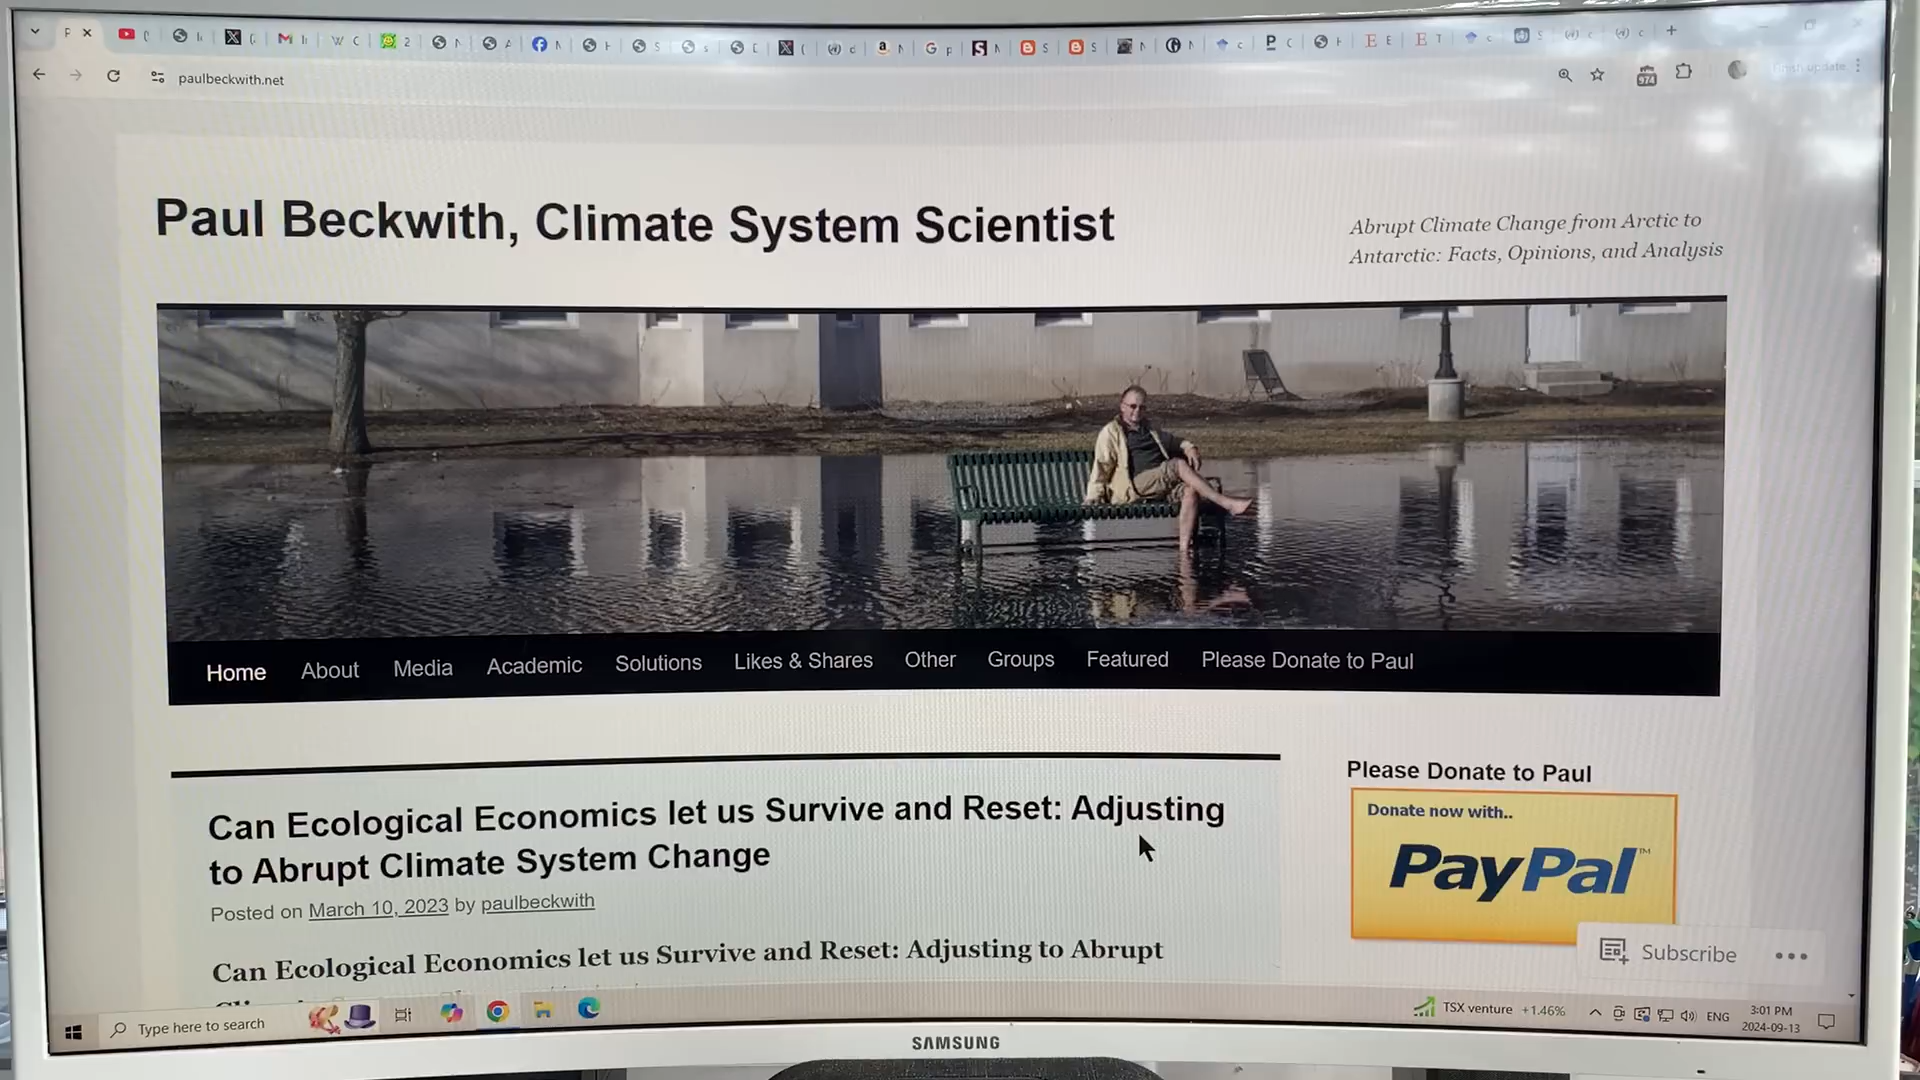 paulbeckwith.net
974
Finish update
Paul Beckwith, Climate System Scientist
Abrupt Climate Change from Arctic to
Antarctic: Facts, Opinions, and Analysis
Home About Media Academic Solutions Likes & Shares Other Groups Featured Please Donate to Paul
Can Ecological Economics let us Survive and Reset: Adjusting
to Abrupt Climate System Change
Posted on March 10, 2023 by paulbeckwith
Can Ecological Economics let us Survive and Reset: Adjusting to Abrupt
Please Donate to Paul
Donate now with..
PayPal™
Subscribe
Type here to search
TSX venture +1.46%
ENG
3:01 PM
2024-09-13
SAMSUNG